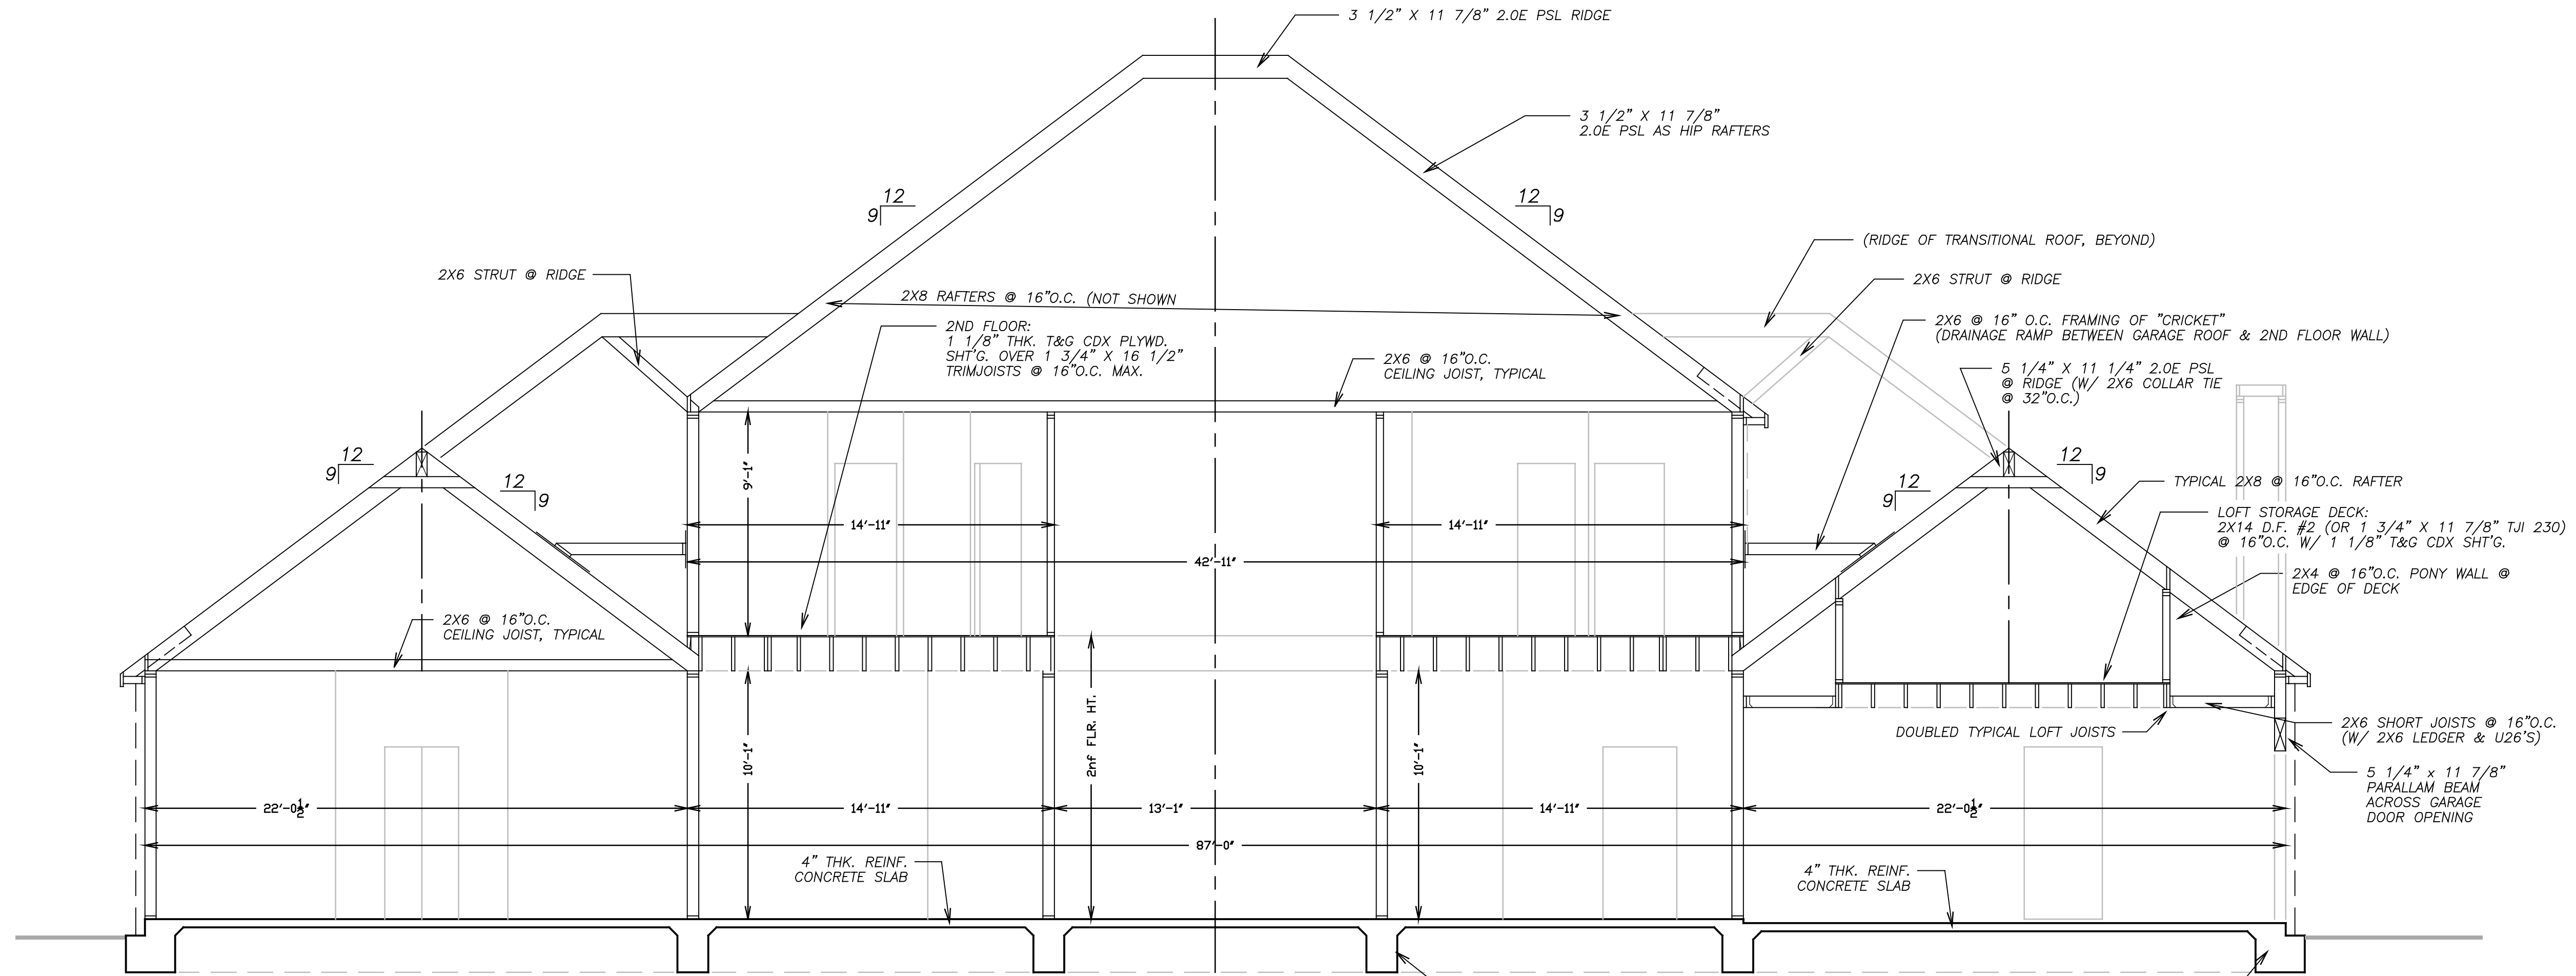 3 1/2" X 11 7/8" 2.0E PSL RIDGE
3 1/2" X 11 7/8"
2.0E PSL AS HIP RAFTERS
12
9
12
9
(RIDGE OF TRANSITIONAL ROOF, BEYOND)
2X6 STRUT @ RIDGE
2X6 STRUT @ RIDGE
2X8 RAFTERS @ 16"O.C. (NOT SHOWN
2ND FLOOR:
1 1/8" THK. T&G CDX PLYWD.
SHT'G. OVER 1 3/4" X 16 1/2"
TRIMJOISTS @ 16"O.C. MAX.
2X6 @ 16"O.C.
CEILING JOIST, TYPICAL
2X6 @ 16" O.C. FRAMING OF "CRICKET"
(DRAINAGE RAMP BETWEEN GARAGE ROOF & 2ND FLOOR WALL)
5 1/4" X 11 1/4" 2.0E PSL
@ RIDGE (W/ 2X6 COLLAR TIE
@ 32"O.C.)
12
9
12
9
12
9
12
9
TYPICAL 2X8 @ 16"O.C. RAFTER
LOFT STORAGE DECK:
2X14 D.F. #2 (OR 1 3/4" X 11 7/8" TJI 230)
@ 16"O.C. W/ 1 1/8" T&G CDX SHT'G.
2X4 @ 16"O.C. PONY WALL @
EDGE OF DECK
9'-1"
14'-11"
14'-11"
42'-11"
2X6 @ 16"O.C.
CEILING JOIST, TYPICAL
DOUBLED TYPICAL LOFT JOISTS
2X6 SHORT JOISTS @ 16"O.C.
(W/ 2X6 LEDGER & U26'S)
5 1/4" x 11 7/8"
PARALLAM BEAM
ACROSS GARAGE
DOOR OPENING
10'-1"
2nf FLR. HT.
10'-1"
22'-0 1/2"
14'-11"
13'-1"
14'-11"
22'-0 1/2"
87'-0"
4" THK. REINF.
CONCRETE SLAB
4" THK. REINF.
CONCRETE SLAB